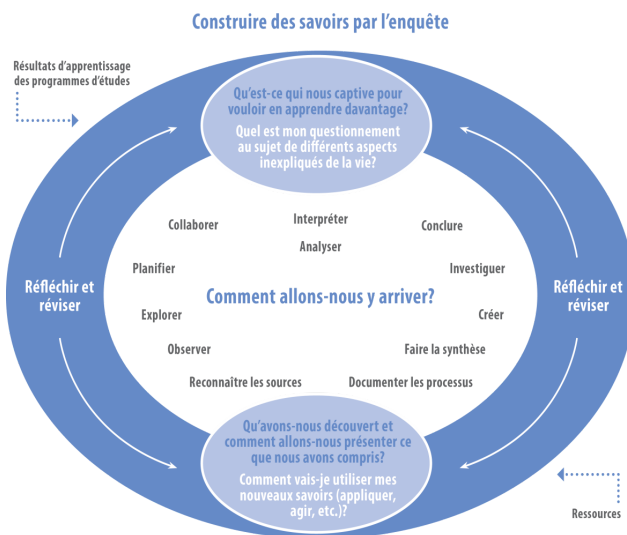 Construire des savoirs par l'enquête
Résultats d'apprentissage
des programmes d'études
Qu'est-ce qui nous captive pour
vouloir en apprendre davantage?
Quel est mon questionnement
au sujet de différents aspects
inexpliqués de la vie?
Collaborer
Interpréter
Conclure
Analyser
Planifier
Investiguer
Réfléchir et
réviser
Comment allons-nous y arriver?
Réfléchir et
réviser
Explorer
Créer
Observer
Faire la synthèse
Reconnaître les sources
Documenter les processus
Qu'avons-nous découvert et
comment allons-nous présenter ce
que nous avons compris?
Comment vais-je utiliser mes
nouveaux savoirs (appliquer,
agir, etc.)?
Ressources